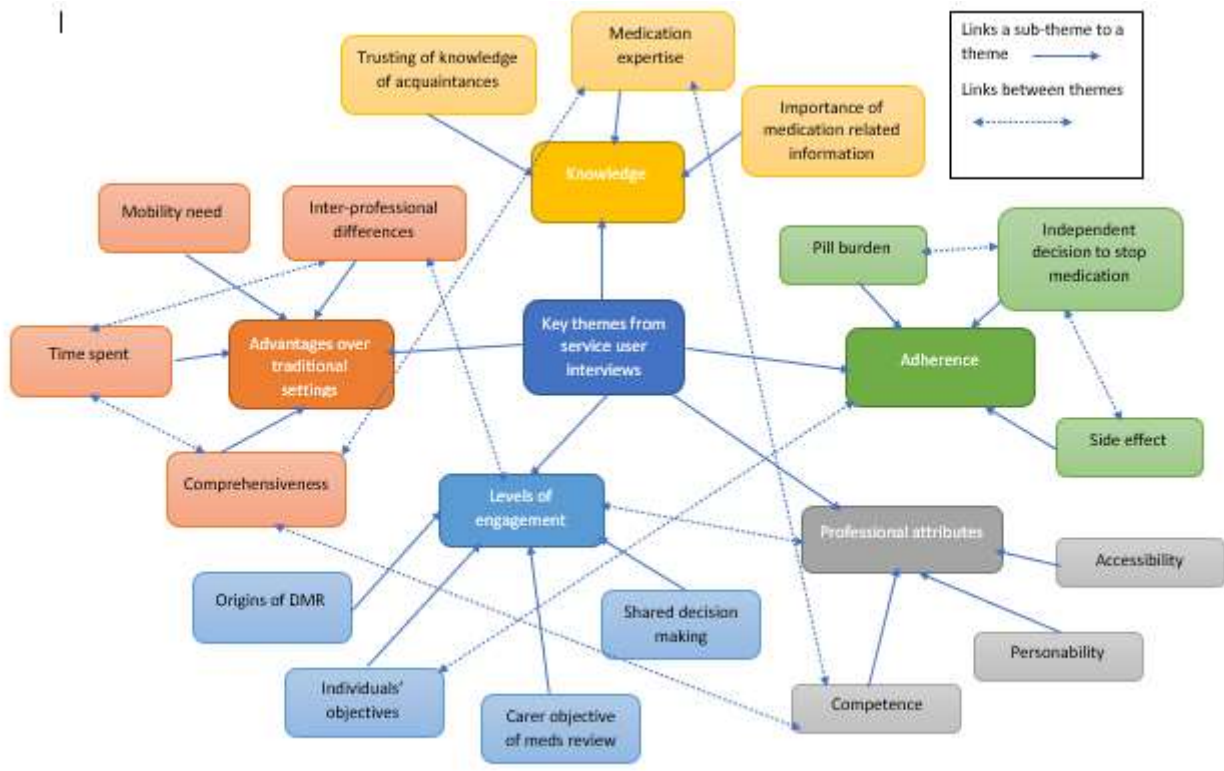 Medication
expertise
Links a sub-theme to a
theme
Trusting of knowledge
of acquaintances
Links between themes
Importance of
medication related
information
Knowledge
Mobility need
Inter-professional
differences
Pill burden
Independent
decision to stop
medication
Time spent
Advantages over
traditional
settings
Key themes from
service user
interviews
Adherence
Side effect
Comprehensiveness
Levels of
engagement
Professional attributes
Accessibility
Origins of DMR
Shared decision
making
Personability
Individuals'
objectives
Carer objective
of meds review
Competence